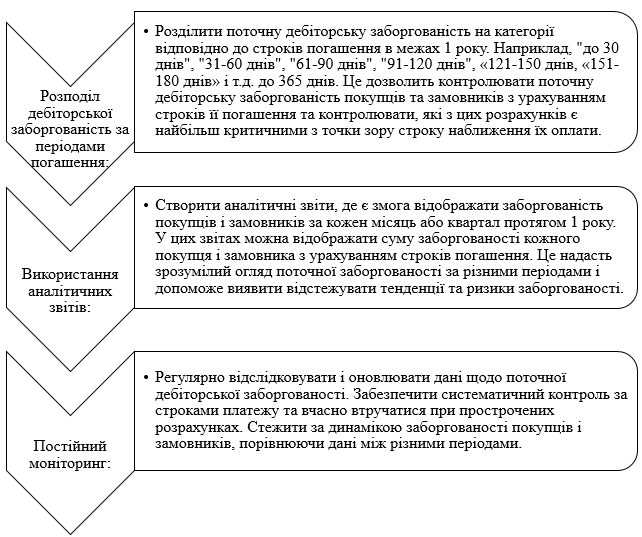 Розподіл
дебіторської
заборгованість за
періодами
погашення:
• Розділити поточну дебіторську заборгованість на категорії
відповідно до строків погашення в межах 1 року. Наприклад, "до 30
днів", "31-60 днів", "61-90 днів", "91-120 днів", «121-150 днів, «151-
180 днів» і т.д. до 365 днів. Це дозволить контролювати поточну
дебіторську заборгованість покупців та замовників з урахуванням
строків її погашення та контролювати, які з цих розрахунків є
найбільш критичними з точки зору строку наближення їх оплати.
Використання
аналітичних
звітів:
• Створити аналітичні звіти, де є змога відображати заборгованість
покупців і замовників за кожен місяць або квартал протягом 1 року.
У цих звітах можна відображати суму заборгованості кожного
покупця і замовника з урахуванням строків погашення. Це надасть
зрозумілий огляд поточної заборгованості за різними періодами і
допоможе виявити відстежувати тенденції та ризики заборгованості.
Постійний
моніторинг:
• Регулярно відслідковувати і оновлювати дані щодо поточної
дебіторської заборгованості. Забезпечити систематичний контроль за
строками платежу та вчасно втручатися при прострочених
розрахунках. Стежити за динамікою заборгованості покупців і
замовників, порівнюючи дані між різними періодами.